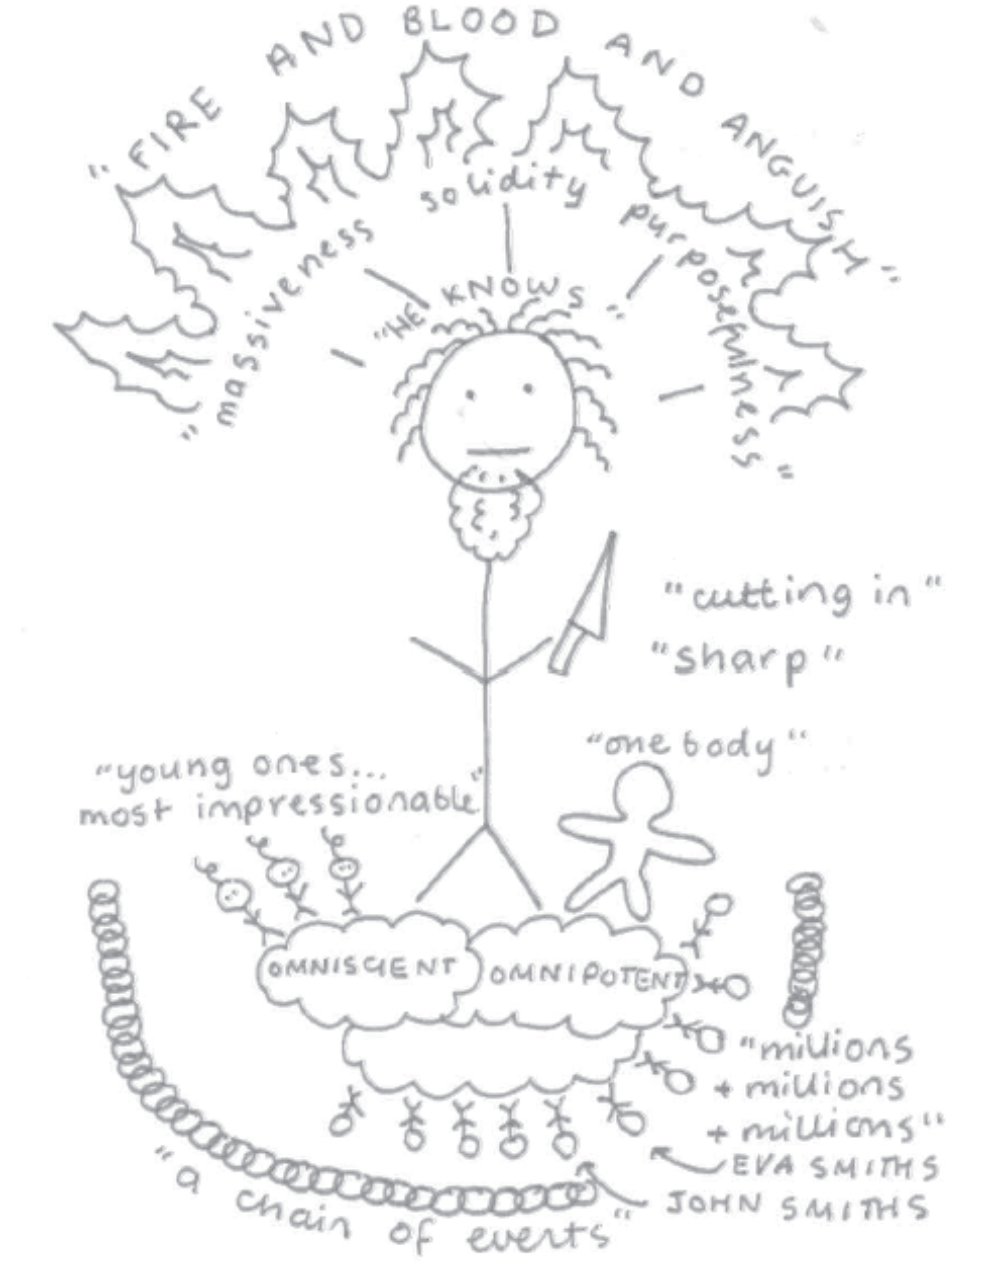 "FIRE AND BLOOD AND ANGUISH"
"massiveness solidity purposefulness"
"HE KNOWS"
"cutting in"
"sharp"
"one body"
"young ones...
most impressionable"
OMNISCIENT
OMNIPOTENT
"millions
+ millions
+ millions"
EVA SMITHS
JOHN SMITHS
"a chain of events"